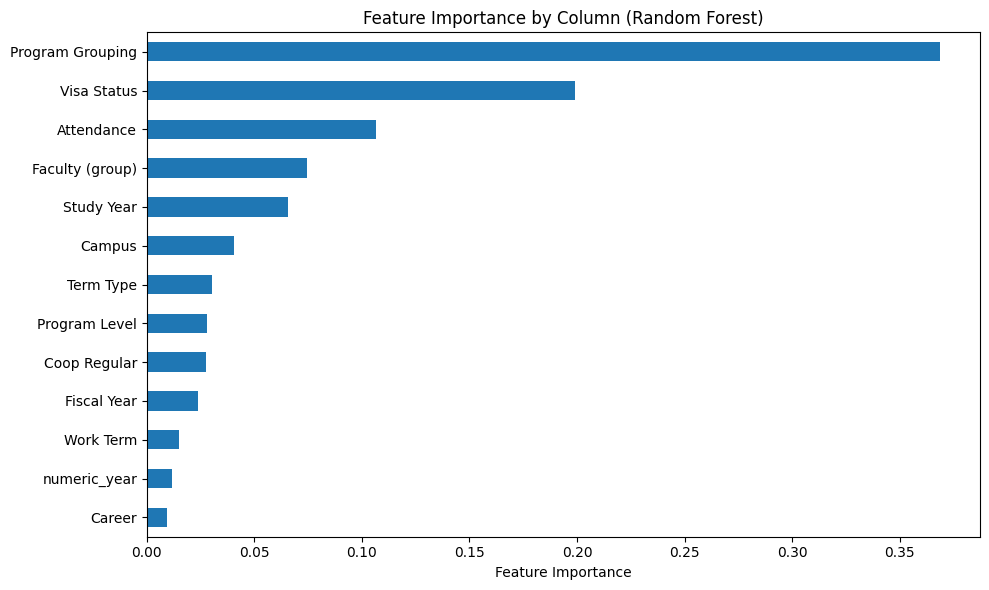 Feature Importance by Column (Random Forest)
Program Grouping
Visa Status
Attendance
Faculty (group)
Study Year
Campus
Term Type
Program Level
Coop Regular
Fiscal Year
Work Term
numeric_year
Career
0.00 0.05 0.10 0.15 0.20 0.25 0.30 0.35
Feature Importance